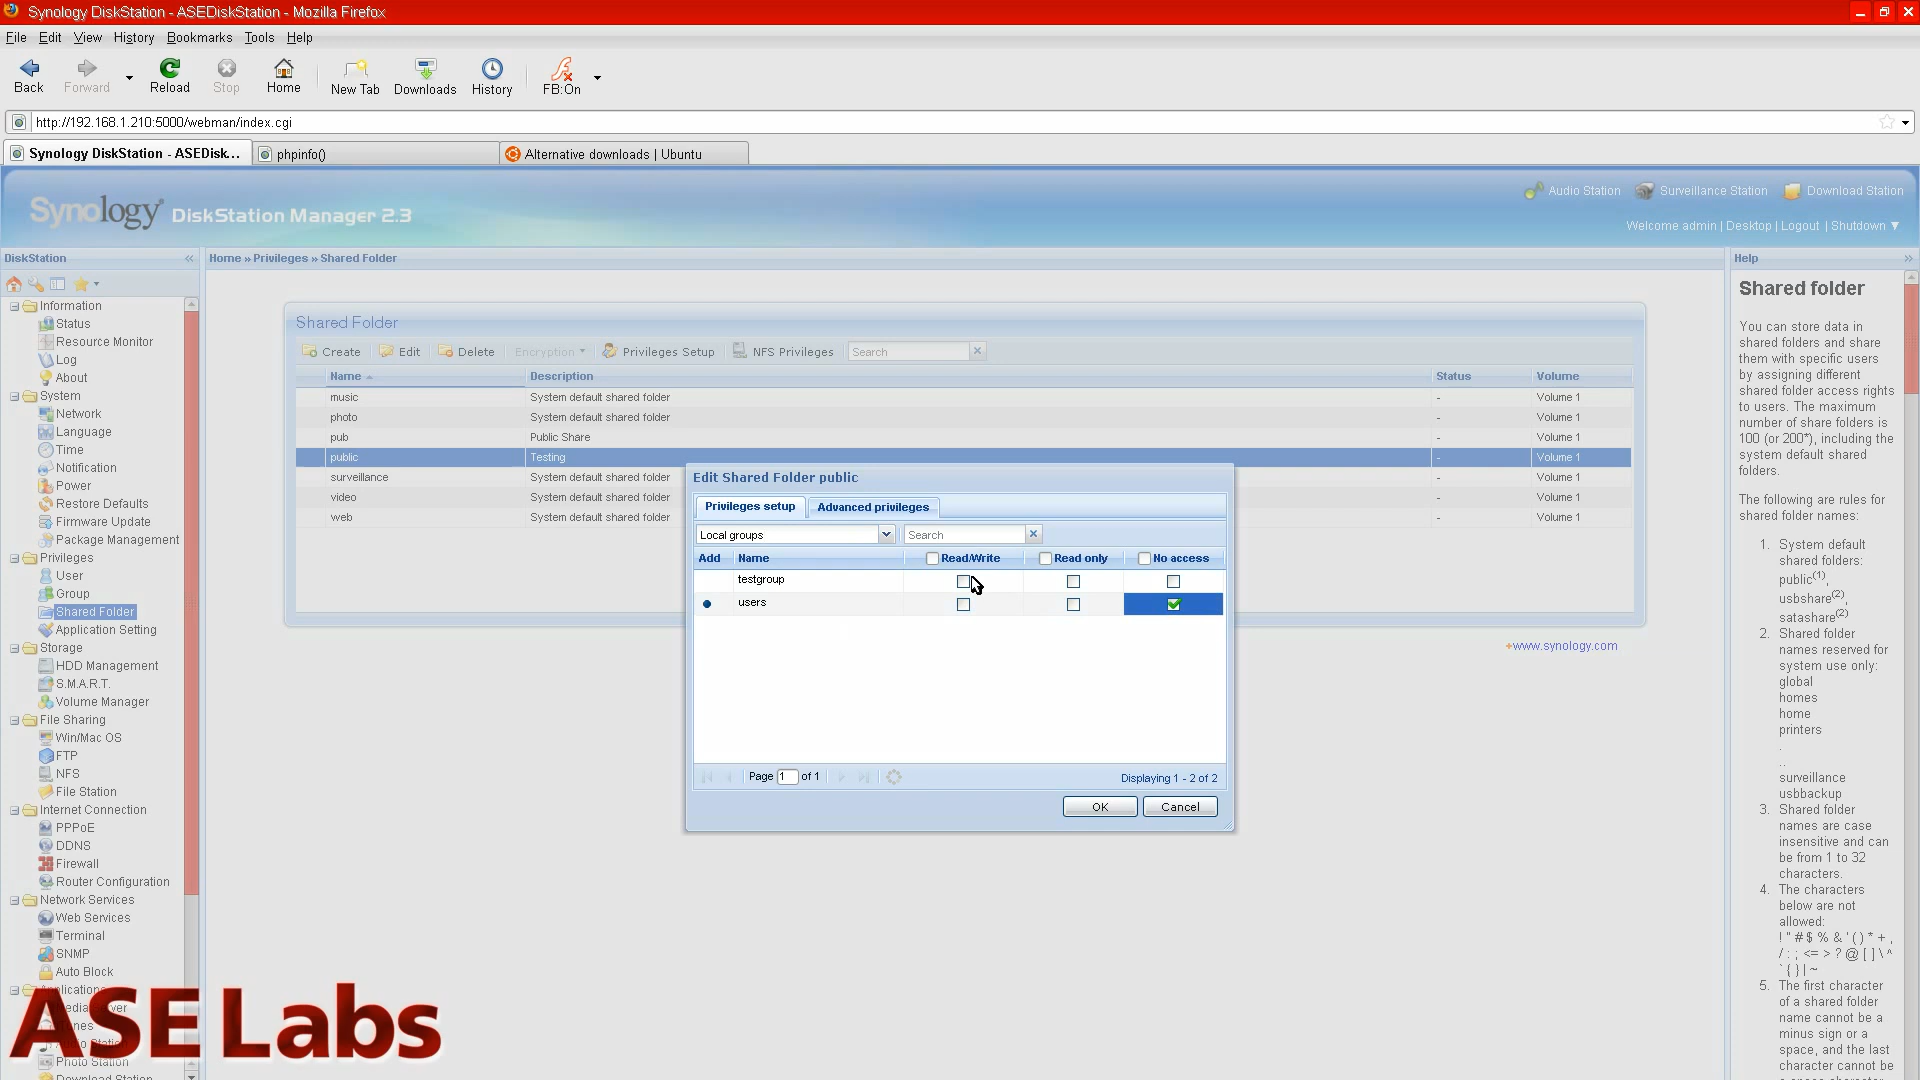 Synology DiskStation - ASEDiskStation - Mozilla Firefox
File Edit View History Bookmarks Tools Help
Back Forward Reload Stop Home New Tab Downloads History FB:On
http://192.168.1.210:5000/webman/index.cgi
Synology DiskStation - ASEDisk... phpinfo() Alternative downloads | Ubuntu
Synology DiskStation Manager 2.3
Audio Station Surveillance Station Download Station
Welcome admin | Desktop | Logout | Shutdown ▼
DiskStation «
Information
Status
Resource Monitor
Log
About
System
Network
Language
Time
Notification
Power
Restore Defaults
Firmware Update
Package Management
Privileges
User
Group
Shared Folder
Application Setting
Storage
HDD Management
S.M.A.R.T.
Volume Manager
File Sharing
Win/Mac OS
FTP
NFS
File Station
Internet Connection
PPPoE
DDNS
Firewall
Router Configuration
Network Services
Web Services
Terminal
SNMP
Auto Block
Photo Station
Download Station
ASE Labs
Home » Privileges » Shared Folder
Shared Folder
Create Edit Delete Encryption Privileges Setup NFS Privileges Search
Name Description Status Volume
music System default shared folder - Volume 1
photo System default shared folder - Volume 1
pub Public Share - Volume 1
public Testing - Volume 1
surveillance System default shared folder - Volume 1
video System default shared folder - Volume 1
web System default shared folder - Volume 1
+www.synology.com
Edit Shared Folder public
Privileges setup Advanced privileges
Local groups Search
Add Name Read/Write Read only No access
testgroup
users
Page 1 of 1 Displaying 1 - 2 of 2
OK Cancel
Help »
Shared folder
You can store data in
shared folders and share
them with specific users
by assigning different
shared folder access rights
to users. The maximum
number of share folders is
100 (or 200*), including the
system default shared
folders.
The following are rules for
shared folder names:
1. System default
shared folders:
public(1),
usbshare(2),
satashare(2)
2. Shared folder
names reserved for
system use only:
global
homes
home
printers
.
..
surveillance
usbbackup
3. Shared folder
names are case
insensitive and can
be from 1 to 32
characters.
4. The characters
below are not
allowed:
! " # $ % & ' ( ) * + ,
/ : ; < = > ? @ [ ] \ ^
` { } | ~
5. The first character
of a shared folder
name cannot be a
minus sign or a
space, and the last
character cannot be